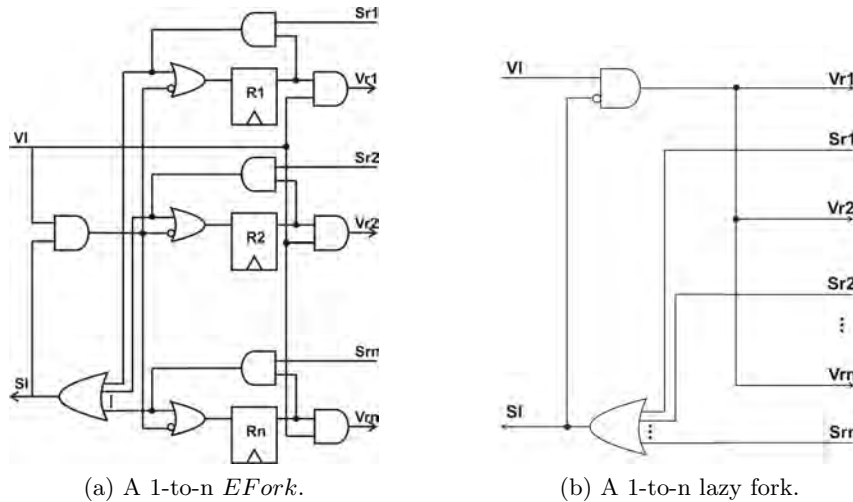 Sr1
R1
Vr1
Vl
Sr2
R2
Vr2
Sl
Srn
Rn
Vrn
(a) A 1-to-n EFork.
Vl
Vr1
Sr1
Vr2
Sr2
...
Vrn
Sl
...
Srn
(b) A 1-to-n lazy fork.